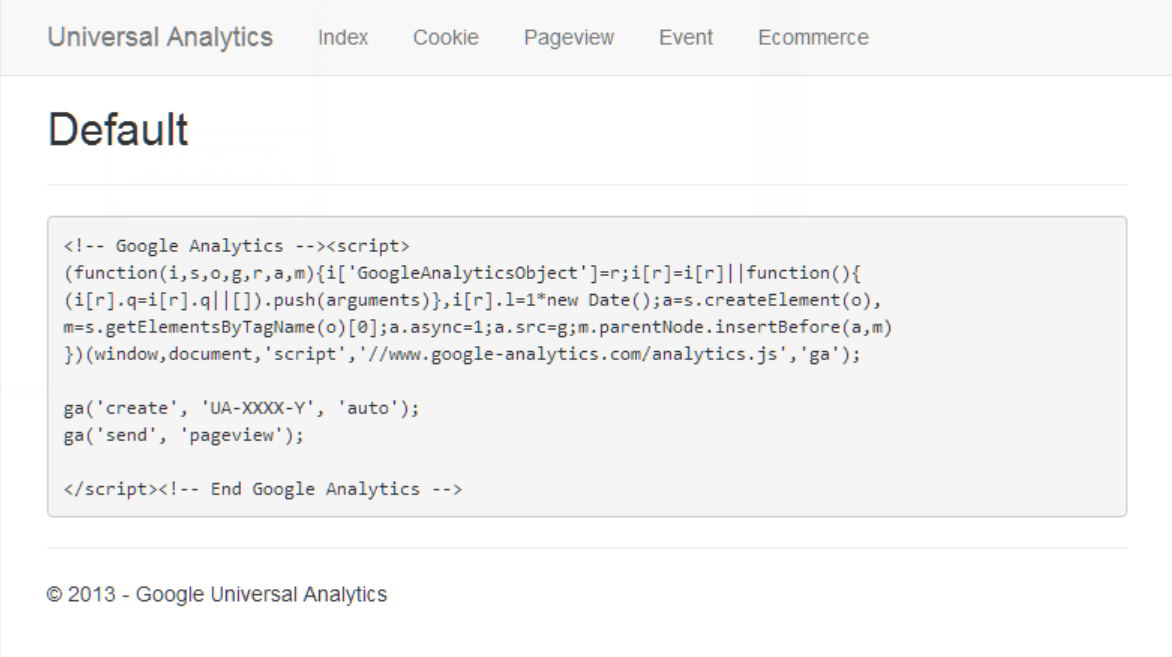 Universal Analytics Index Cookie Pageview Event Ecommerce
Default
<!-- Google Analytics --><script>
(function(i,s,o,g,r,a,m){i['GoogleAnalyticsObject']=r;i[r]=i[r]||function(){
(i[r].q=i[r].q||[]).push(arguments)},i[r].l=1*new Date();a=s.createElement(o),
m=s.getElementsByTagName(o)[0];a.async=1;a.src=g;m.parentNode.insertBefore(a,m)
})(window,document,'script','//www.google-analytics.com/analytics.js','ga');
ga('create', 'UA-XXXX-Y', 'auto');
ga('send', 'pageview');
</script><!-- End Google Analytics -->
© 2013 - Google Universal Analytics